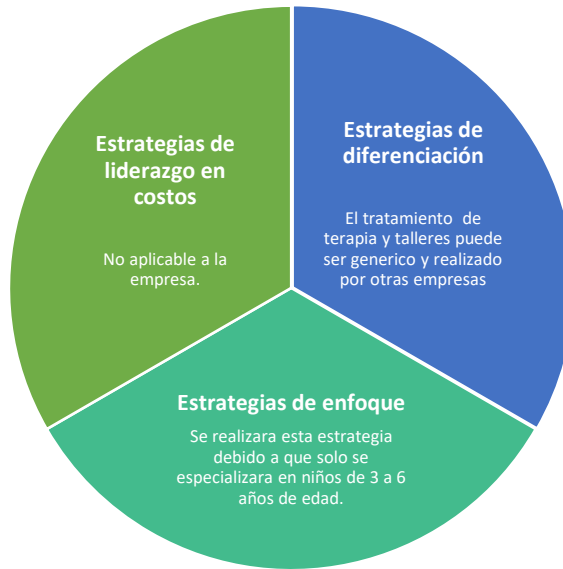 Estrategias de
liderazgo en
costos
No aplicable a la
empresa.
Estrategias de
diferenciación
El tratamiento de
terapia y talleres puede
ser generico y realizado
por otras empresas
Estrategias de enfoque
Se realizara esta estrategia
debido a que solo se
especializara en niños de 3 a 6
años de edad.